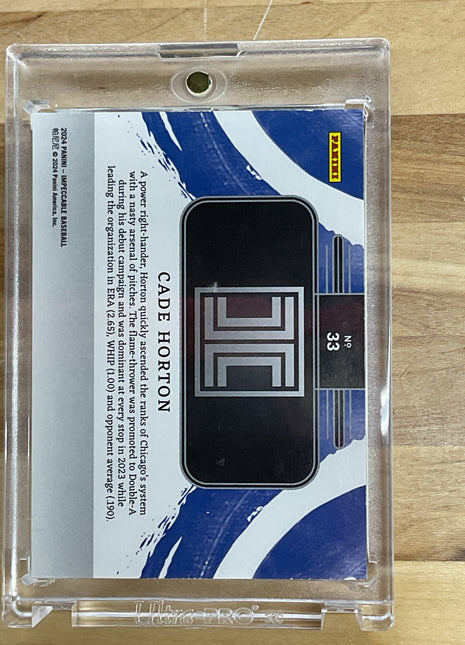 PANINI
Nº
33
CADE HORTON
A power right-hander, Horton quickly ascended the ranks of Chicago's system
with a nasty arsenal of pitches. The flame-thrower was promoted to Double-A
during his debut campaign and was dominant at every stop in 2023 while
leading the organization in ERA (2.65), WHIP (1.00) and opponent average (.190).
2024 PANINI – IMPECCABLE BASEBALL
帕尼尼 © 2024 Panini America, Inc.
Ultra·PRO